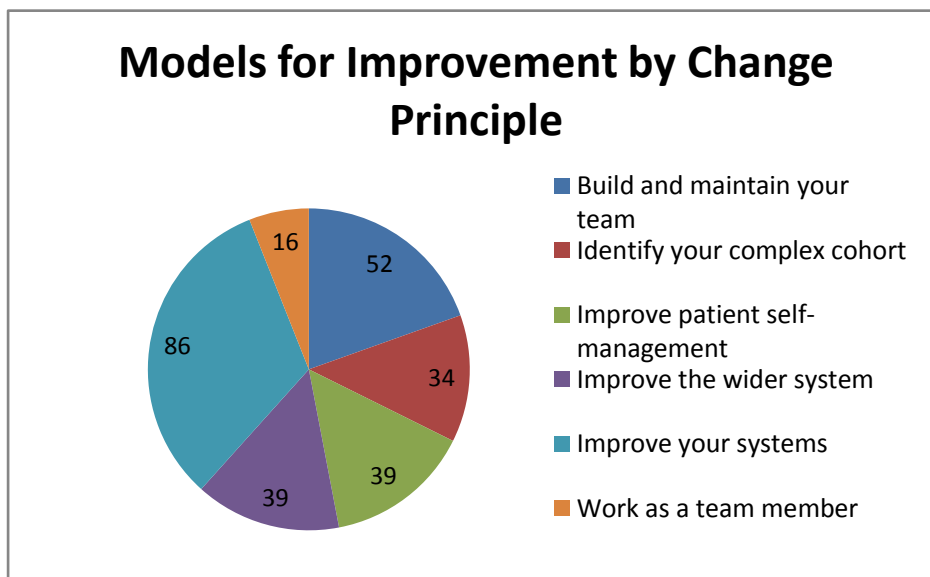 Models for Improvement by Change
Principle
52
34
39
39
86
16
Build and maintain your
team
Identify your complex cohort
Improve patient self-
management
Improve the wider system
Improve your systems
Work as a team member